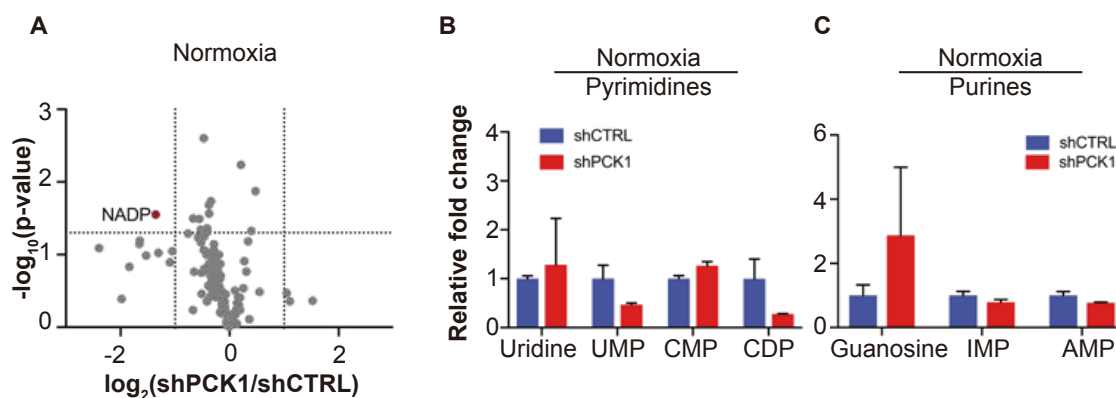 A
Normoxia
3
2
1
0
-log10(p-value)
NADP
-2
0
2
log2(shPCK1/shCTRL)
B
Normoxia
Pyrimidines
Relative fold change
4
3
2
1
0
shCTRL
shPCK1
Uridine
UMP
CMP
CDP
C
Normoxia
Purines
6
4
2
0
shCTRL
shPCK1
Guanosine
IMP
AMP